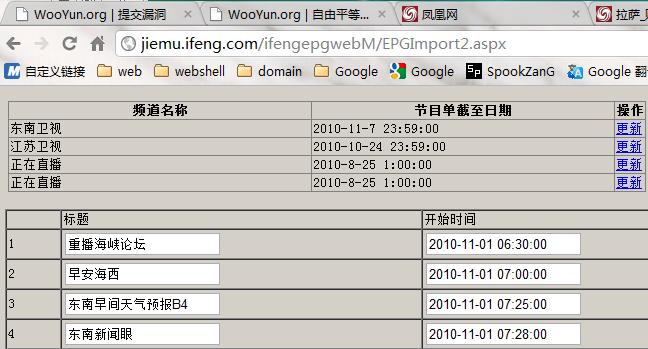 WooYun.org | 提交漏洞
WooYun.org | 自由平等...
凤凰网
jiemu.ifeng.com/ifengepgwebM/EPGImport2.aspx
自定义链接 web webshell domain Google Google SpookZanG Google
频道名称 节目单截至日期 操作
东南卫视 2010-11-7 23:59:00 更新
江苏卫视 2010-10-24 23:59:00 更新
正在直播 2010-8-25 1:00:00 更新
正在直播 2010-8-25 1:00:00 更新
标题 开始时间
1 重播海峡论坛 2010-11-01 06:30:00
2 早安海西 2010-11-01 07:00:00
3 东南早间天气预报B4 2010-11-01 07:25:00
4 东南新闻眼 2010-11-01 07:28:00